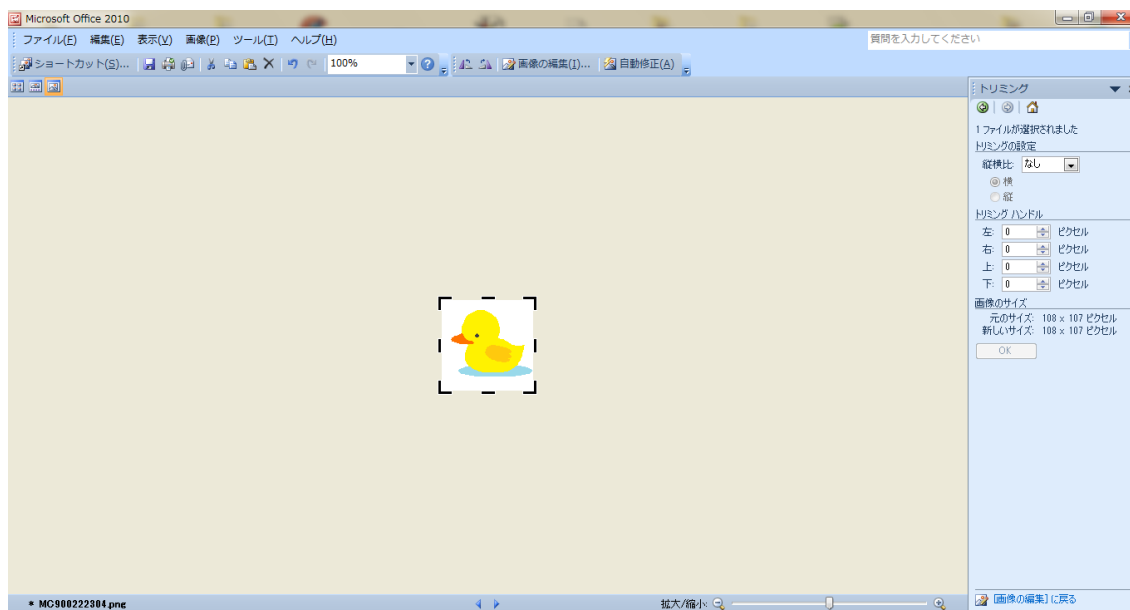 Microsoft Office 2010
ファイル(F) 編集(E) 表示(V) 画像(P) ツール(T) ヘルプ(H)
質問を入力してください
ショートカット(S)... 100% 画像の編集(I)... 自動修正(A)
トリミング
1 ファイルが選択されました
トリミングの設定
縦横比: なし
横
縦
トリミング ハンドル
左: 0 ピクセル
右: 0 ピクセル
上: 0 ピクセル
下: 0 ピクセル
画像のサイズ
元のサイズ: 108 x 107 ピクセル
新しいサイズ: 108 x 107 ピクセル
OK
[画像の編集] に戻る
* MC900222304.png
拡大/縮小: